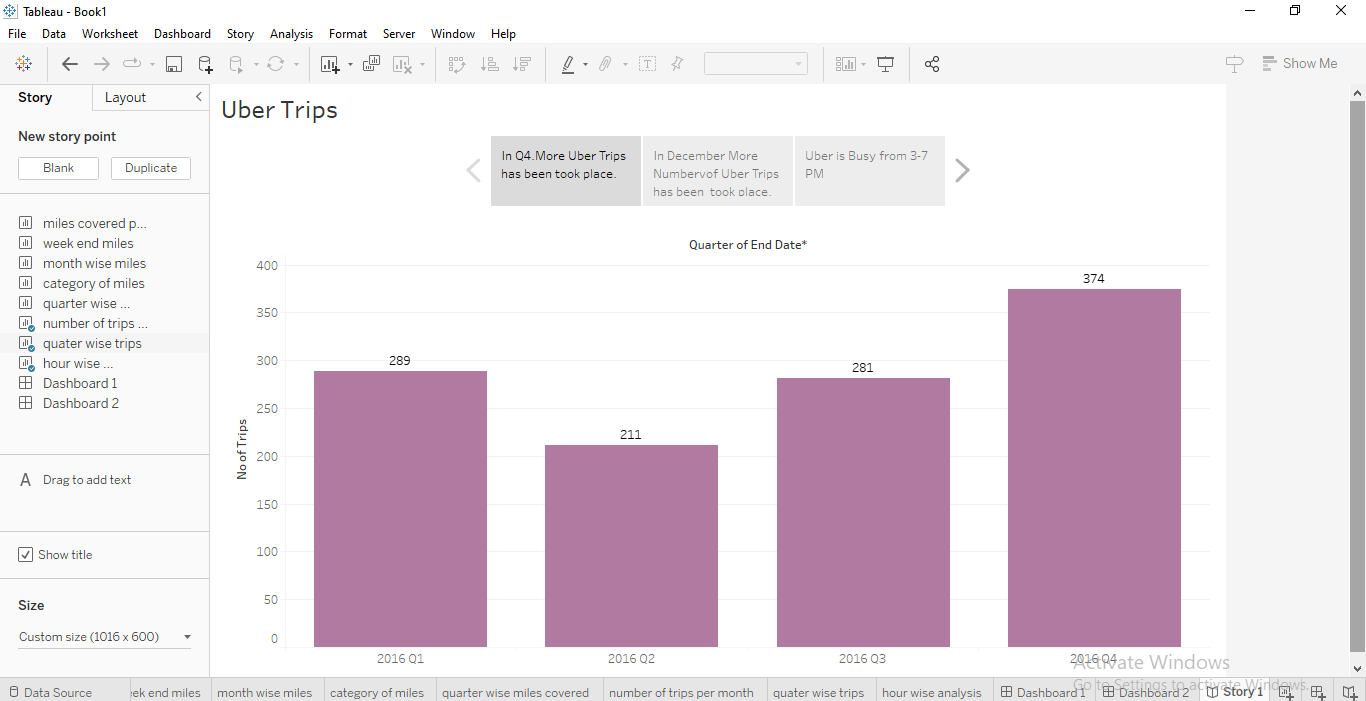 Tableau - Book1
File Data Worksheet Dashboard Story Analysis Format Server Window Help
Show Me
Story Layout
New story point
Blank Duplicate
miles covered p...
week end miles
month wise miles
category of miles
quarter wise ...
number of trips ...
quater wise trips
hour wise ...
Dashboard 1
Dashboard 2
A Drag to add text
Show title
Size
Custom size (1016 x 600)
Uber Trips
In Q4.More Uber Trips
has been took place.
In December More
Numbervof Uber Trips
has been took place.
Uber is Busy from 3-7
PM
Quarter of End Date*
No of Trips
400
350
300
250
200
150
100
50
0
289
211
281
374
2016 Q1 2016 Q2 2016 Q3 2016 Q4
Activate Windows
Go to Settings to activate Windows.
Data Source ek end miles month wise miles category of miles quarter wise miles covered number of trips per month quater wise trips hour wise analysis Dashboard 1 Dashboard 2 Story 1